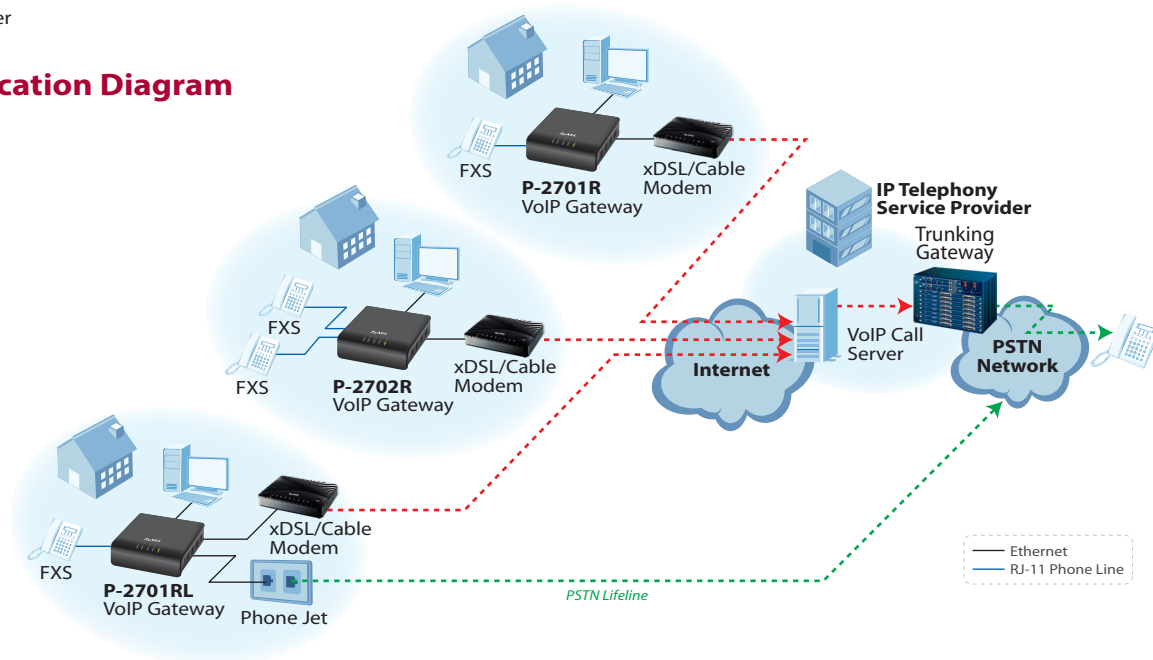 er
cation Diagram
FXS
P-2701R
VoIP Gateway
xDSL/Cable
Modem
IP Telephony
Service Provider
Trunking
Gateway
FXS
FXS
P-2702R
VoIP Gateway
xDSL/Cable
Modem
Internet
VoIP Call
Server
PSTN
Network
FXS
ZyXEL
P-2701RL
VoIP Gateway
xDSL/Cable
Modem
Phone Jet
PSTN Lifeline
Ethernet
RJ-11 Phone Line